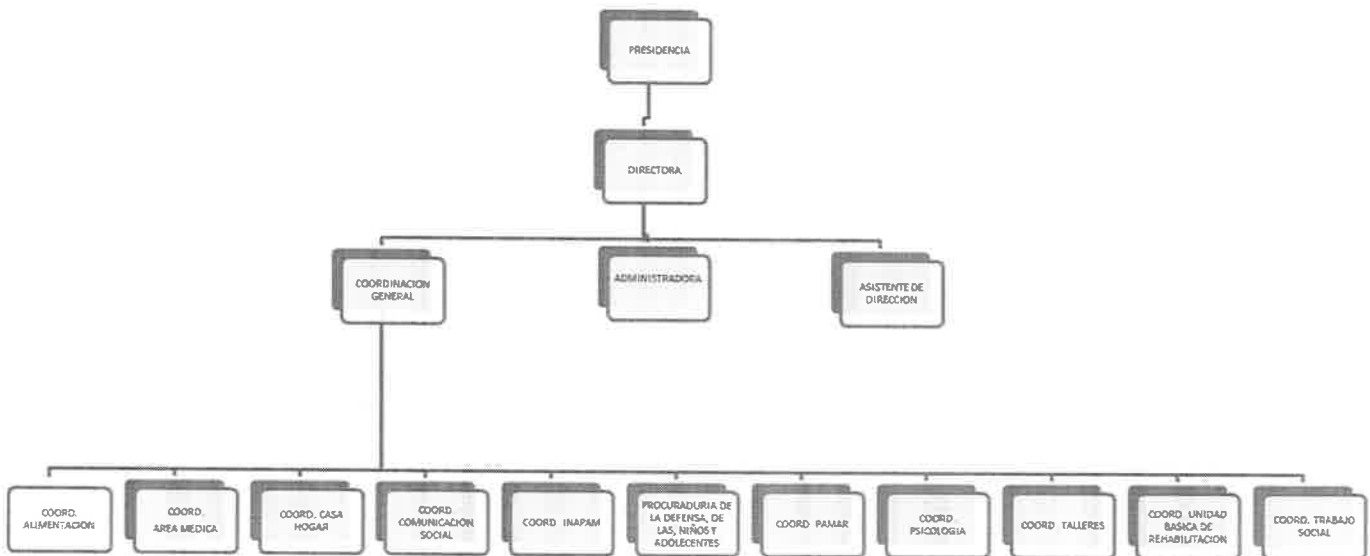 PRESIDENCIA
DIRECTORA
COORDINACION
GENERAL
ADMINISTRADORA
ASISTENTE DE
DIRECCION
COORD.
ALIMENTACION
COORD.
AREA MEDICA
COORD. CASA
HOGAR
COORD
COMUNICACIÓN
SOCIAL
COORD INAPAM
PROCURADURIA DE
LA DEFENSA, DE
LAS, NIÑOS Y
ADOLECENTES
COORD PAMAR
COORD.
PSICOLOGIA
COORD TALLERES
COORD UNIDAD
BASICA DE
REHABILITACION
COORD. TRABAJO
SOCIAL